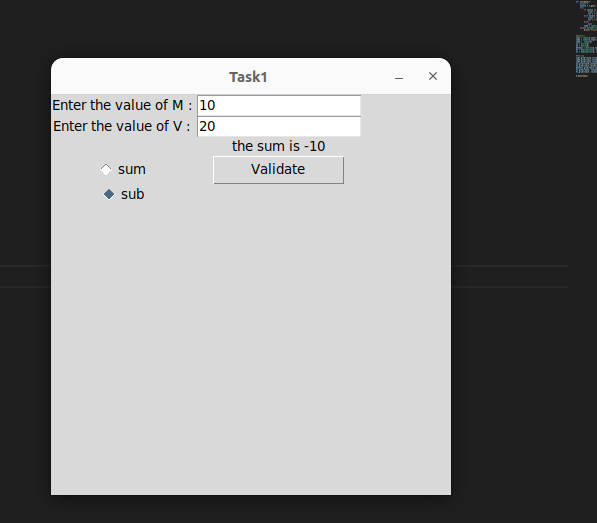 Task1
Enter the value of M : 10
Enter the value of V : 20
the sum is -10
sum Validate
sub